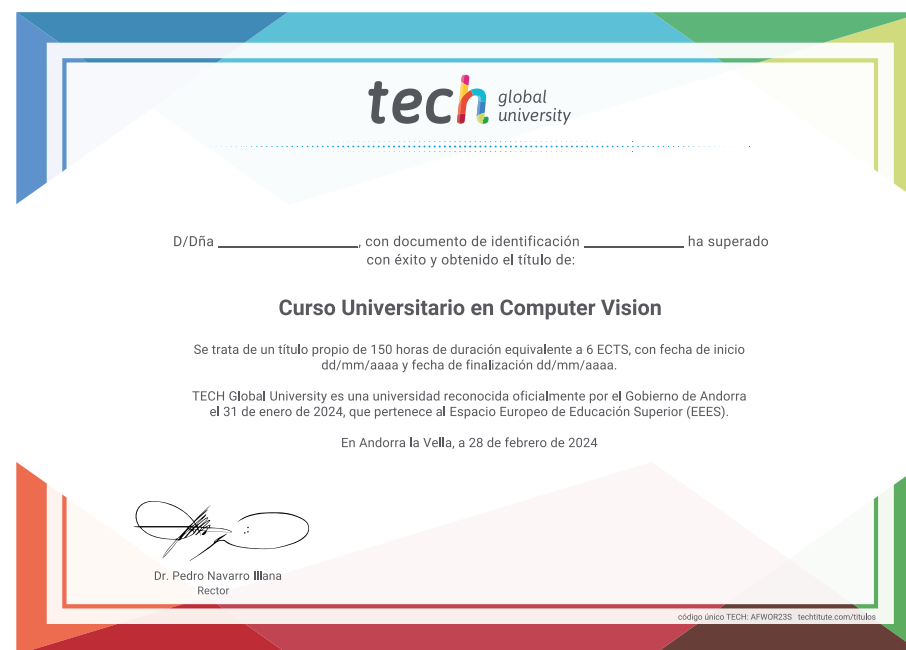 tech global university
D/Dña ____________________, con documento de identificación ______________ ha superado
con éxito y obtenido el título de:
Curso Universitario en Computer Vision
Se trata de un título propio de 150 horas de duración equivalente a 6 ECTS, con fecha de inicio
dd/mm/aaaa y fecha de finalización dd/mm/aaaa.
TECH Global University es una universidad reconocida oficialmente por el Gobierno de Andorra
el 31 de enero de 2024, que pertenece al Espacio Europeo de Educación Superior (EEES).
En Andorra la Vella, a 28 de febrero de 2024
Dr. Pedro Navarro Illana
Rector
código único TECH: AFWOR23S techtitute.com/titulos